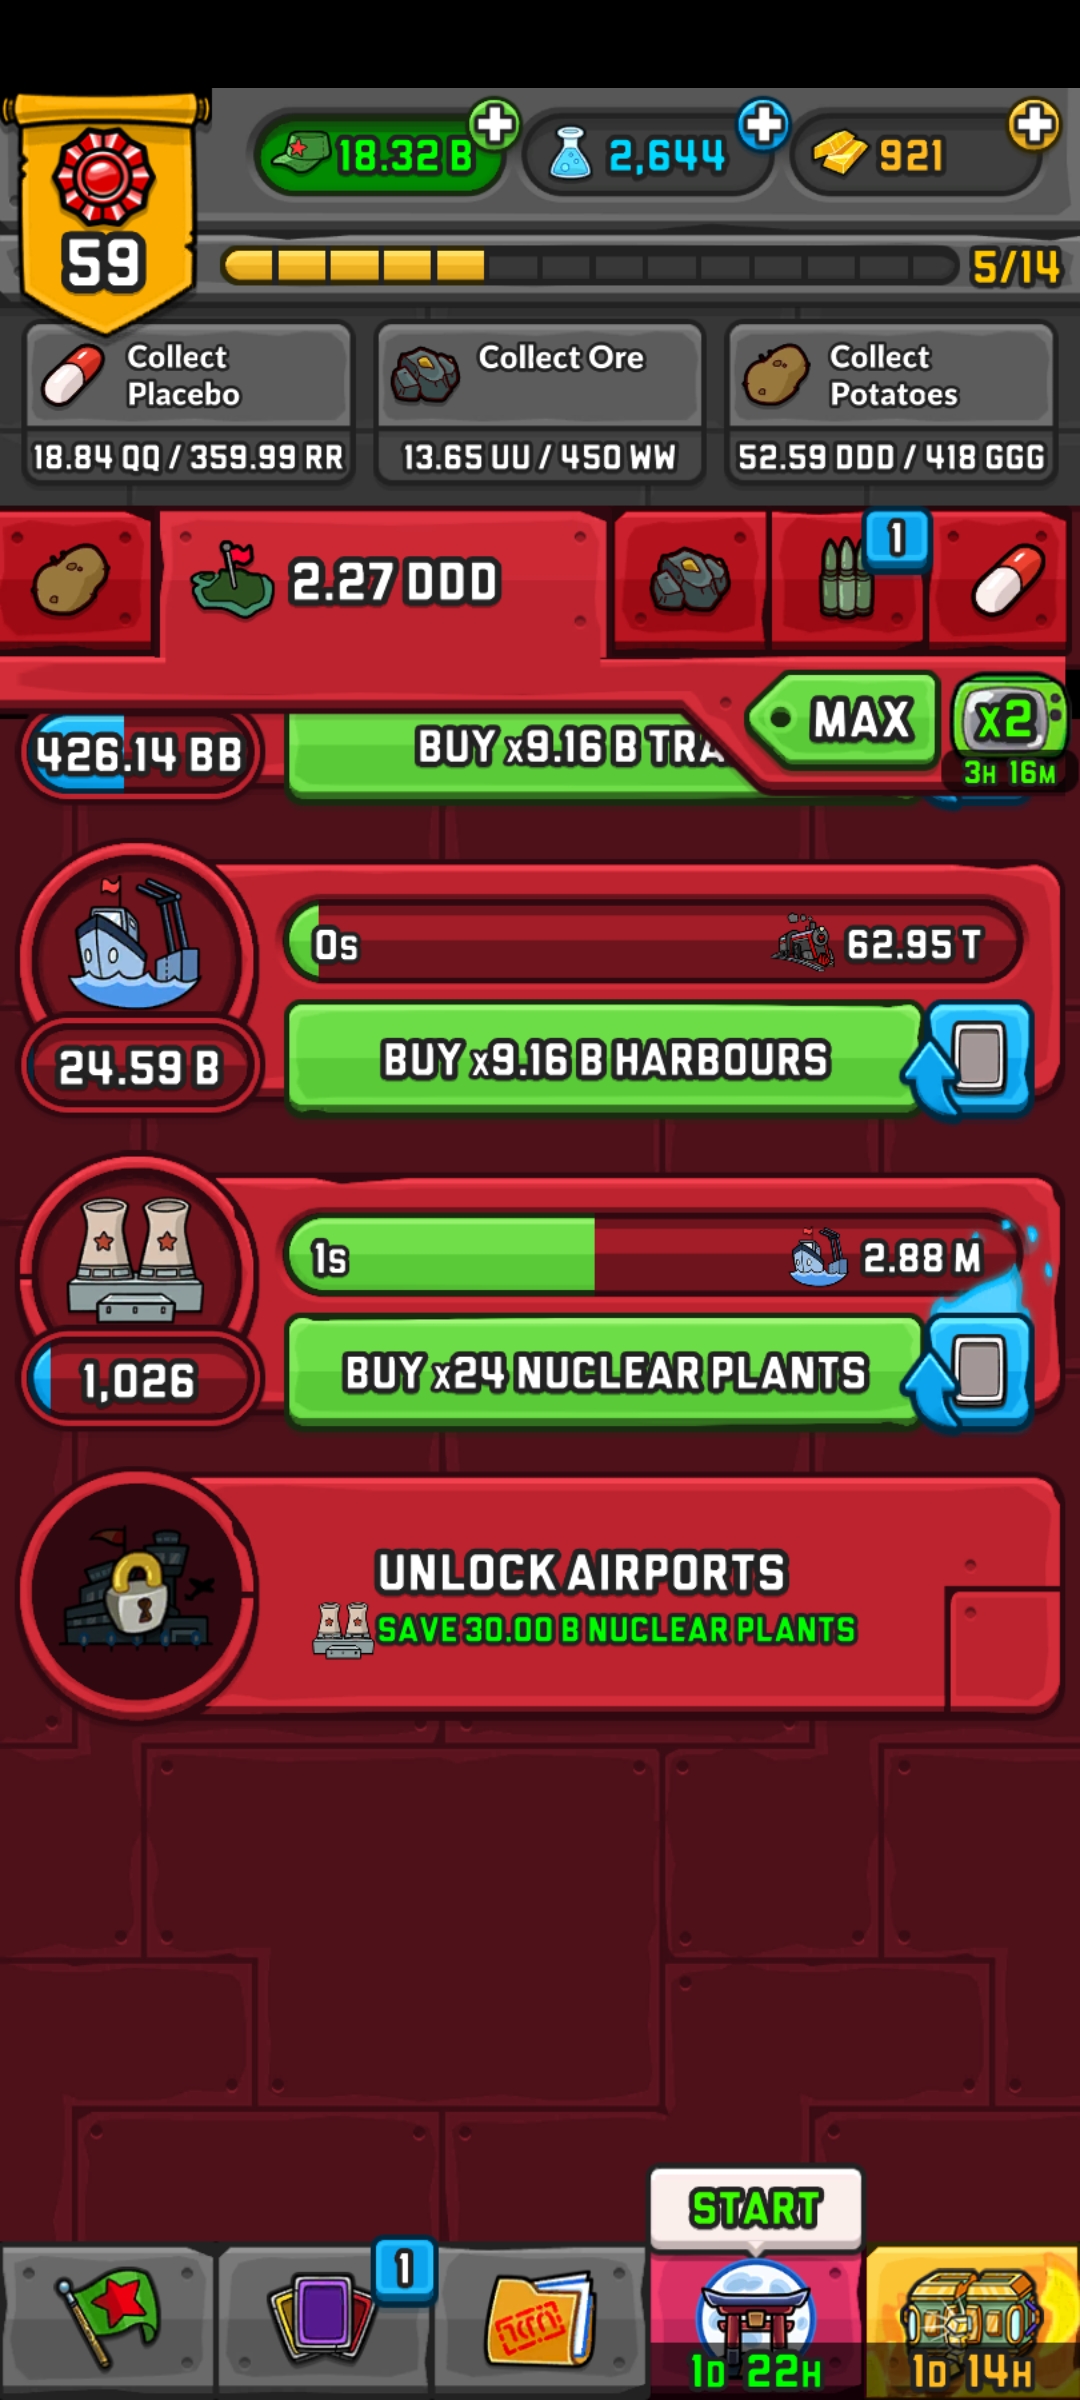 18.32 B
2,644
921
59
5/14
Collect
Placebo
18.84 QQ / 359.99 RR
Collect Ore
13.65 UU / 450 WW
Collect
Potatoes
52.59 DDD / 418 GGG
2.27 DDD
1
MAX
x2
3H 16M
426.14 BB
BUY x9.16 B TRA
0s
62.95 T
24.59 B
BUY x9.16 B HARBOURS
1s
2.88 M
1,026
BUY x24 NUCLEAR PLANTS
UNLOCK AIRPORTS
SAVE 30.00 B NUCLEAR PLANTS
START
1
1D 22H
1D 14H